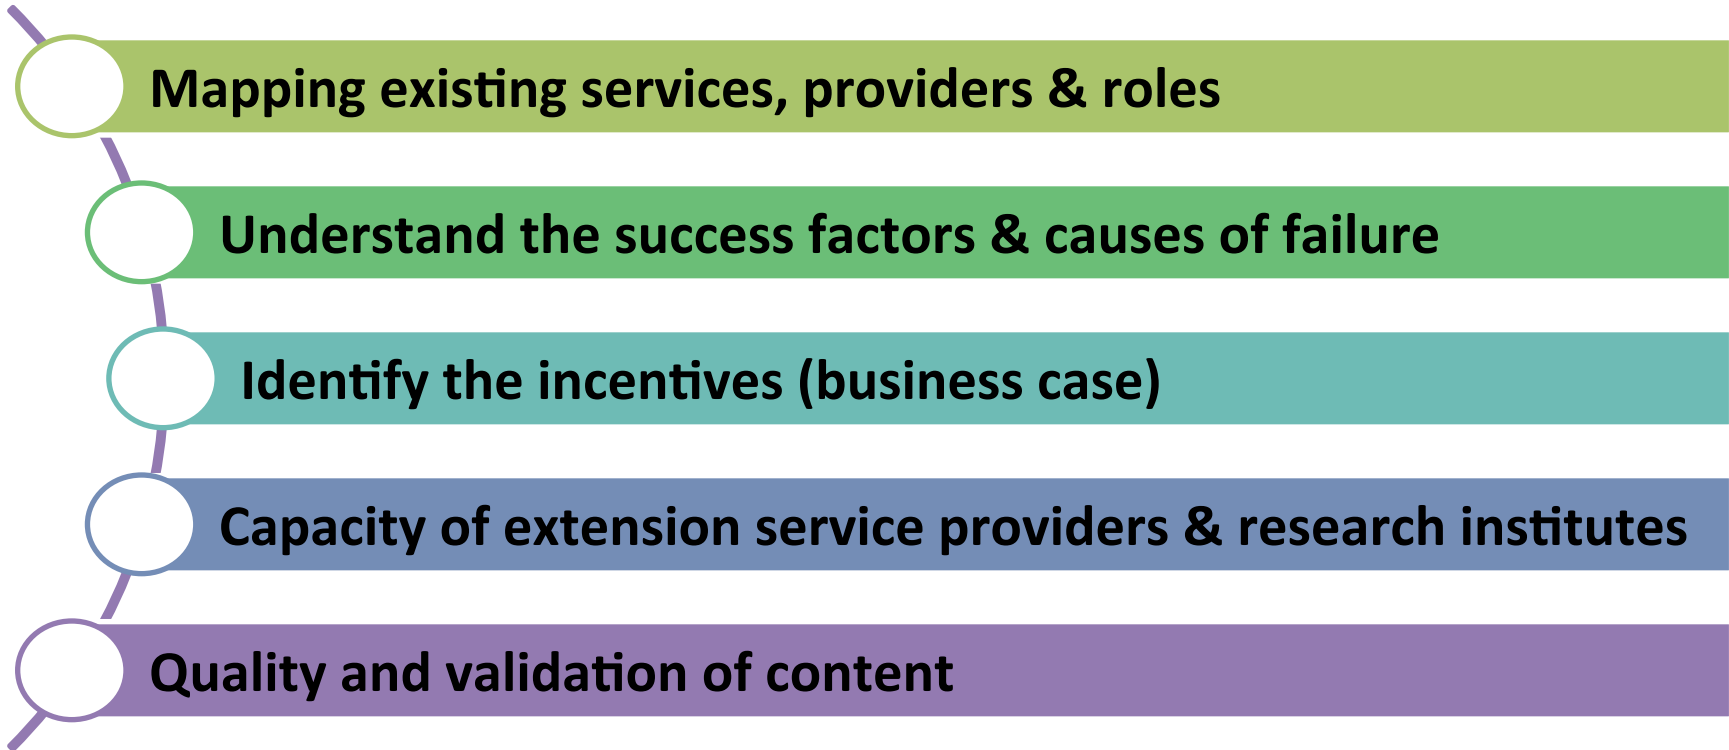 Mapping existing services, providers & roles
Understand the success factors & causes of failure
Identify the incentives (business case)
Capacity of extension service providers & research institutes
Quality and validation of content